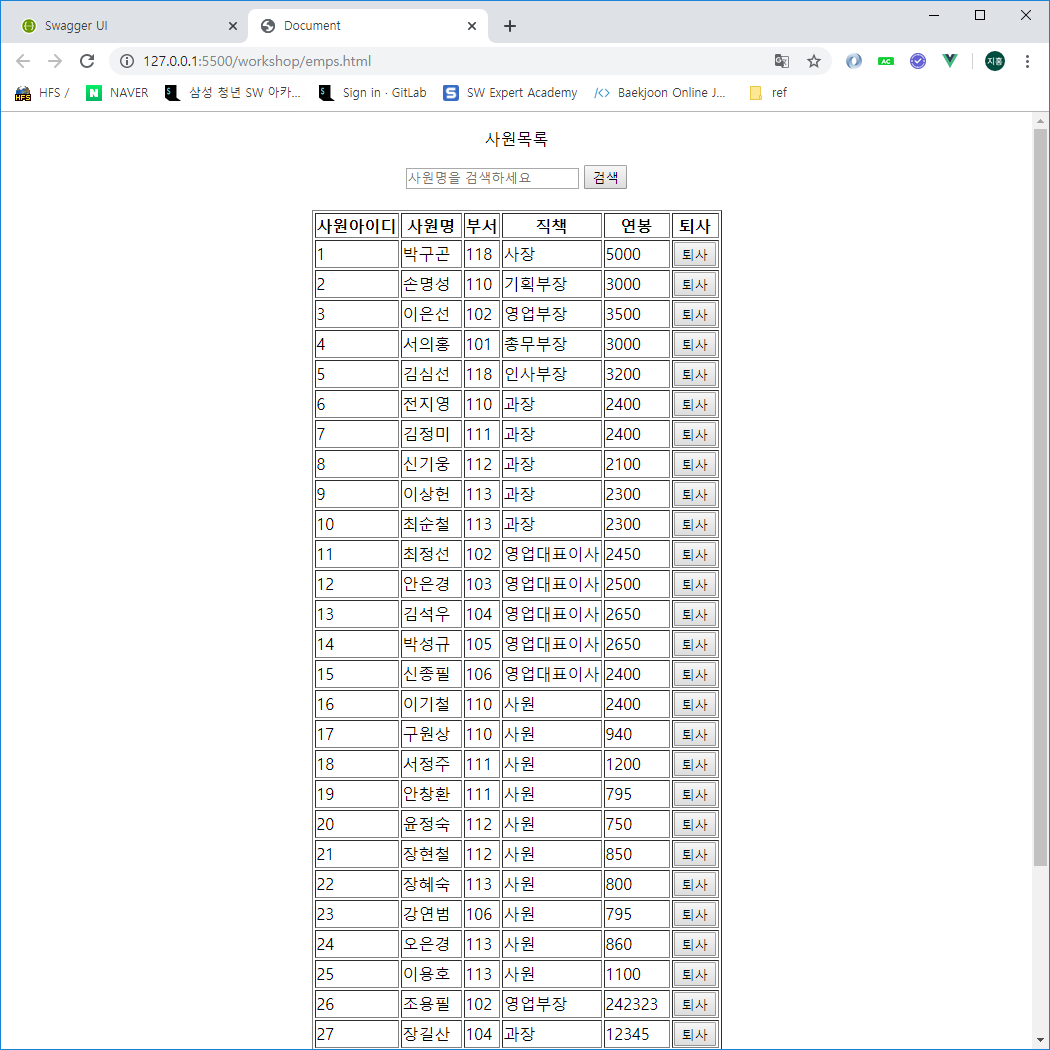 Swagger UI Document
127.0.0.1:5500/workshop/emps.html AC 지홍
HFS HFS / N NAVER 삼성 청년 SW 아카... Sign in · GitLab S SW Expert Academy </> Baekjoon Online J... ref
사원목록
사원명을 검색하세요 검색
사원아이디 사원명 부서 직책 연봉 퇴사
1 박구곤 118 사장 5000 퇴사
2 손명성 110 기획부장 3000 퇴사
3 이은선 102 영업부장 3500 퇴사
4 서의홍 101 총무부장 3000 퇴사
5 김심선 118 인사부장 3200 퇴사
6 전지영 110 과장 2400 퇴사
7 김정미 111 과장 2400 퇴사
8 신기웅 112 과장 2100 퇴사
9 이상헌 113 과장 2300 퇴사
10 최순철 113 과장 2300 퇴사
11 최정선 102 영업대표이사 2450 퇴사
12 안은경 103 영업대표이사 2500 퇴사
13 김석우 104 영업대표이사 2650 퇴사
14 박성규 105 영업대표이사 2650 퇴사
15 신종필 106 영업대표이사 2400 퇴사
16 이기철 110 사원 2400 퇴사
17 구원상 110 사원 940 퇴사
18 서정주 111 사원 1200 퇴사
19 안창환 111 사원 795 퇴사
20 윤정숙 112 사원 750 퇴사
21 장현철 112 사원 850 퇴사
22 장혜숙 113 사원 800 퇴사
23 강연범 106 사원 795 퇴사
24 오은경 113 사원 860 퇴사
25 이용호 113 사원 1100 퇴사
26 조용필 102 영업부장 242323 퇴사
27 장길산 104 과장 12345 퇴사